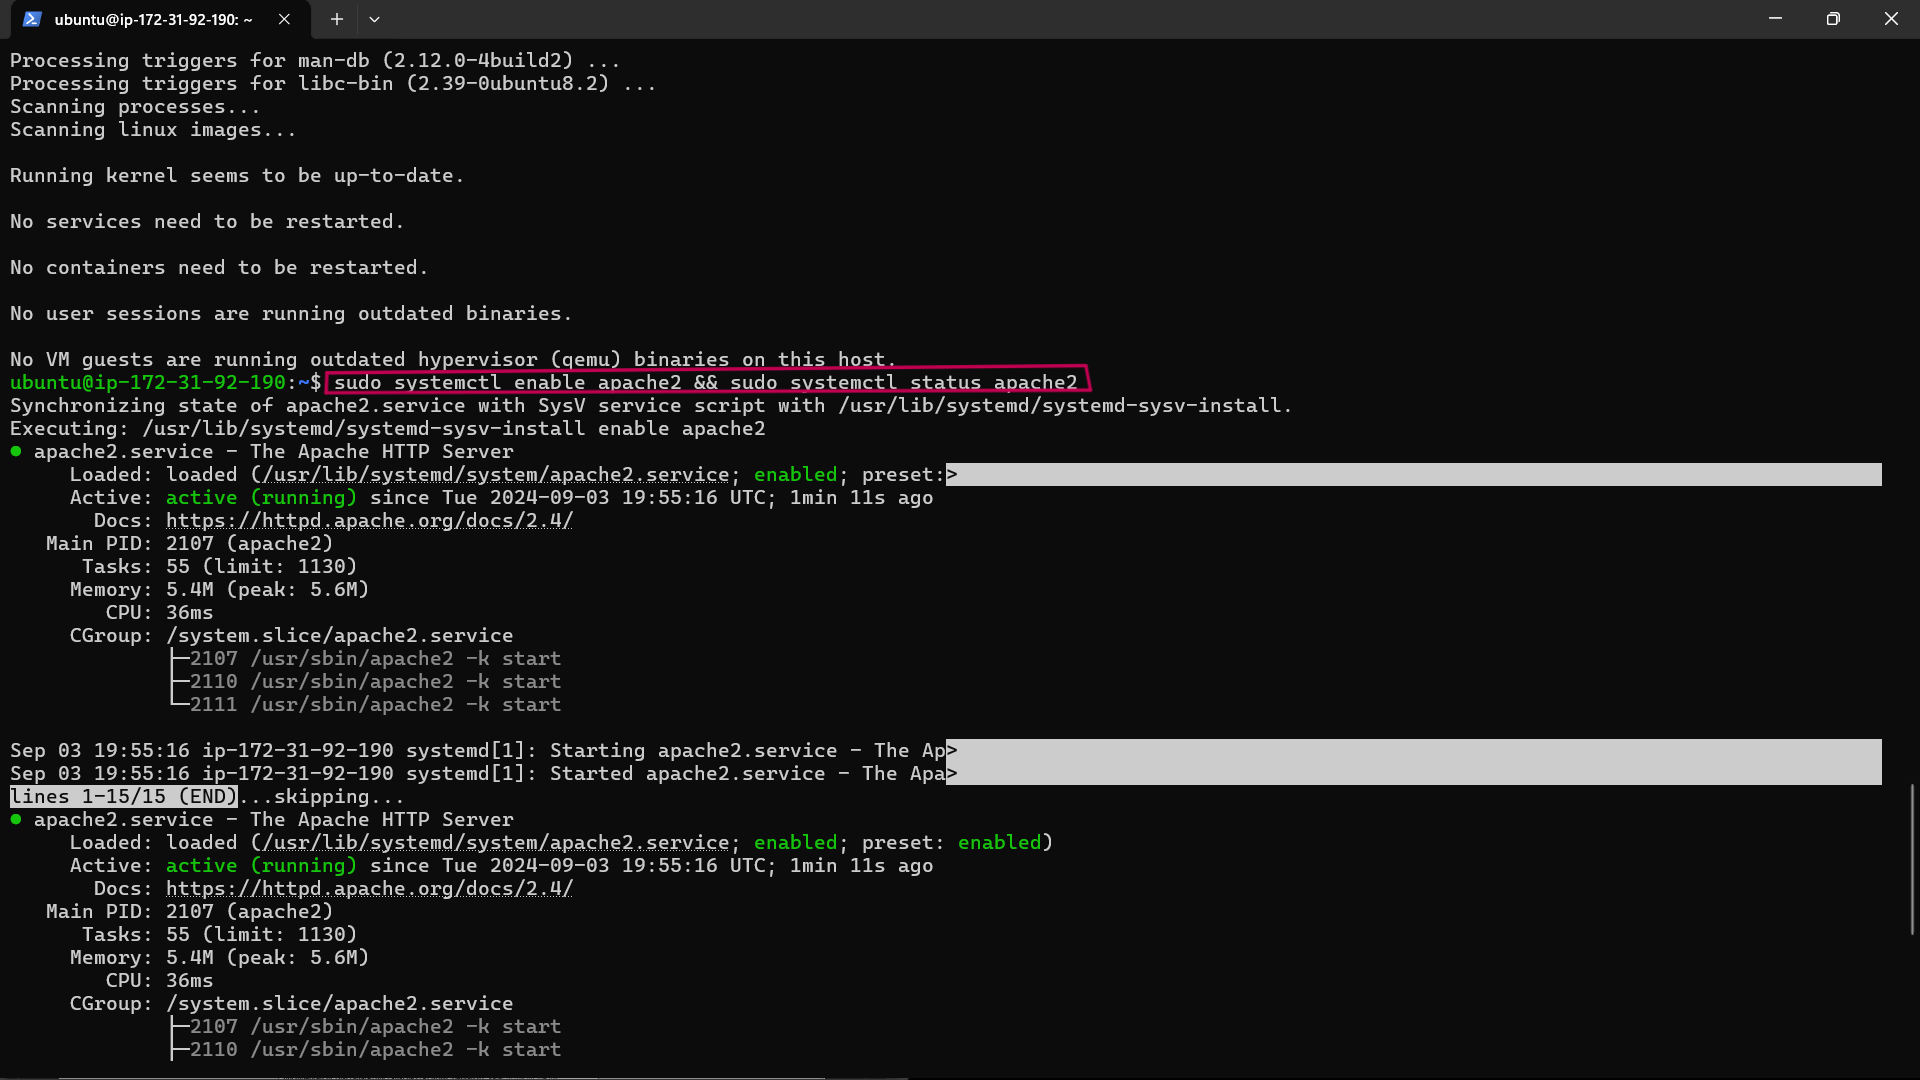 ubuntu@ip-172-31-92-190: ~
Processing triggers for man-db (2.12.0-4build2) ...
Processing triggers for libc-bin (2.39-0ubuntu8.2) ...
Scanning processes...
Scanning linux images...
Running kernel seems to be up-to-date.
No services need to be restarted.
No containers need to be restarted.
No user sessions are running outdated binaries.
No VM guests are running outdated hypervisor (qemu) binaries on this host.
ubuntu@ip-172-31-92-190:~$ sudo systemctl enable apache2 && sudo systemctl status apache2
Synchronizing state of apache2.service with SysV service script with /usr/lib/systemd/systemd-sysv-install.
Executing: /usr/lib/systemd/systemd-sysv-install enable apache2
● apache2.service - The Apache HTTP Server
     Loaded: loaded (/usr/lib/systemd/system/apache2.service; enabled; preset:>
     Active: active (running) since Tue 2024-09-03 19:55:16 UTC; 1min 11s ago
       Docs: https://httpd.apache.org/docs/2.4/
   Main PID: 2107 (apache2)
      Tasks: 55 (limit: 1130)
     Memory: 5.4M (peak: 5.6M)
        CPU: 36ms
     CGroup: /system.slice/apache2.service
             ├─2107 /usr/sbin/apache2 -k start
             ├─2110 /usr/sbin/apache2 -k start
             └─2111 /usr/sbin/apache2 -k start
Sep 03 19:55:16 ip-172-31-92-190 systemd[1]: Starting apache2.service - The Ap>
Sep 03 19:55:16 ip-172-31-92-190 systemd[1]: Started apache2.service - The Apa>
lines 1-15/15 (END)...skipping...
● apache2.service - The Apache HTTP Server
     Loaded: loaded (/usr/lib/systemd/system/apache2.service; enabled; preset: enabled)
     Active: active (running) since Tue 2024-09-03 19:55:16 UTC; 1min 11s ago
       Docs: https://httpd.apache.org/docs/2.4/
   Main PID: 2107 (apache2)
      Tasks: 55 (limit: 1130)
     Memory: 5.4M (peak: 5.6M)
        CPU: 36ms
     CGroup: /system.slice/apache2.service
             ├─2107 /usr/sbin/apache2 -k start
             ├─2110 /usr/sbin/apache2 -k start